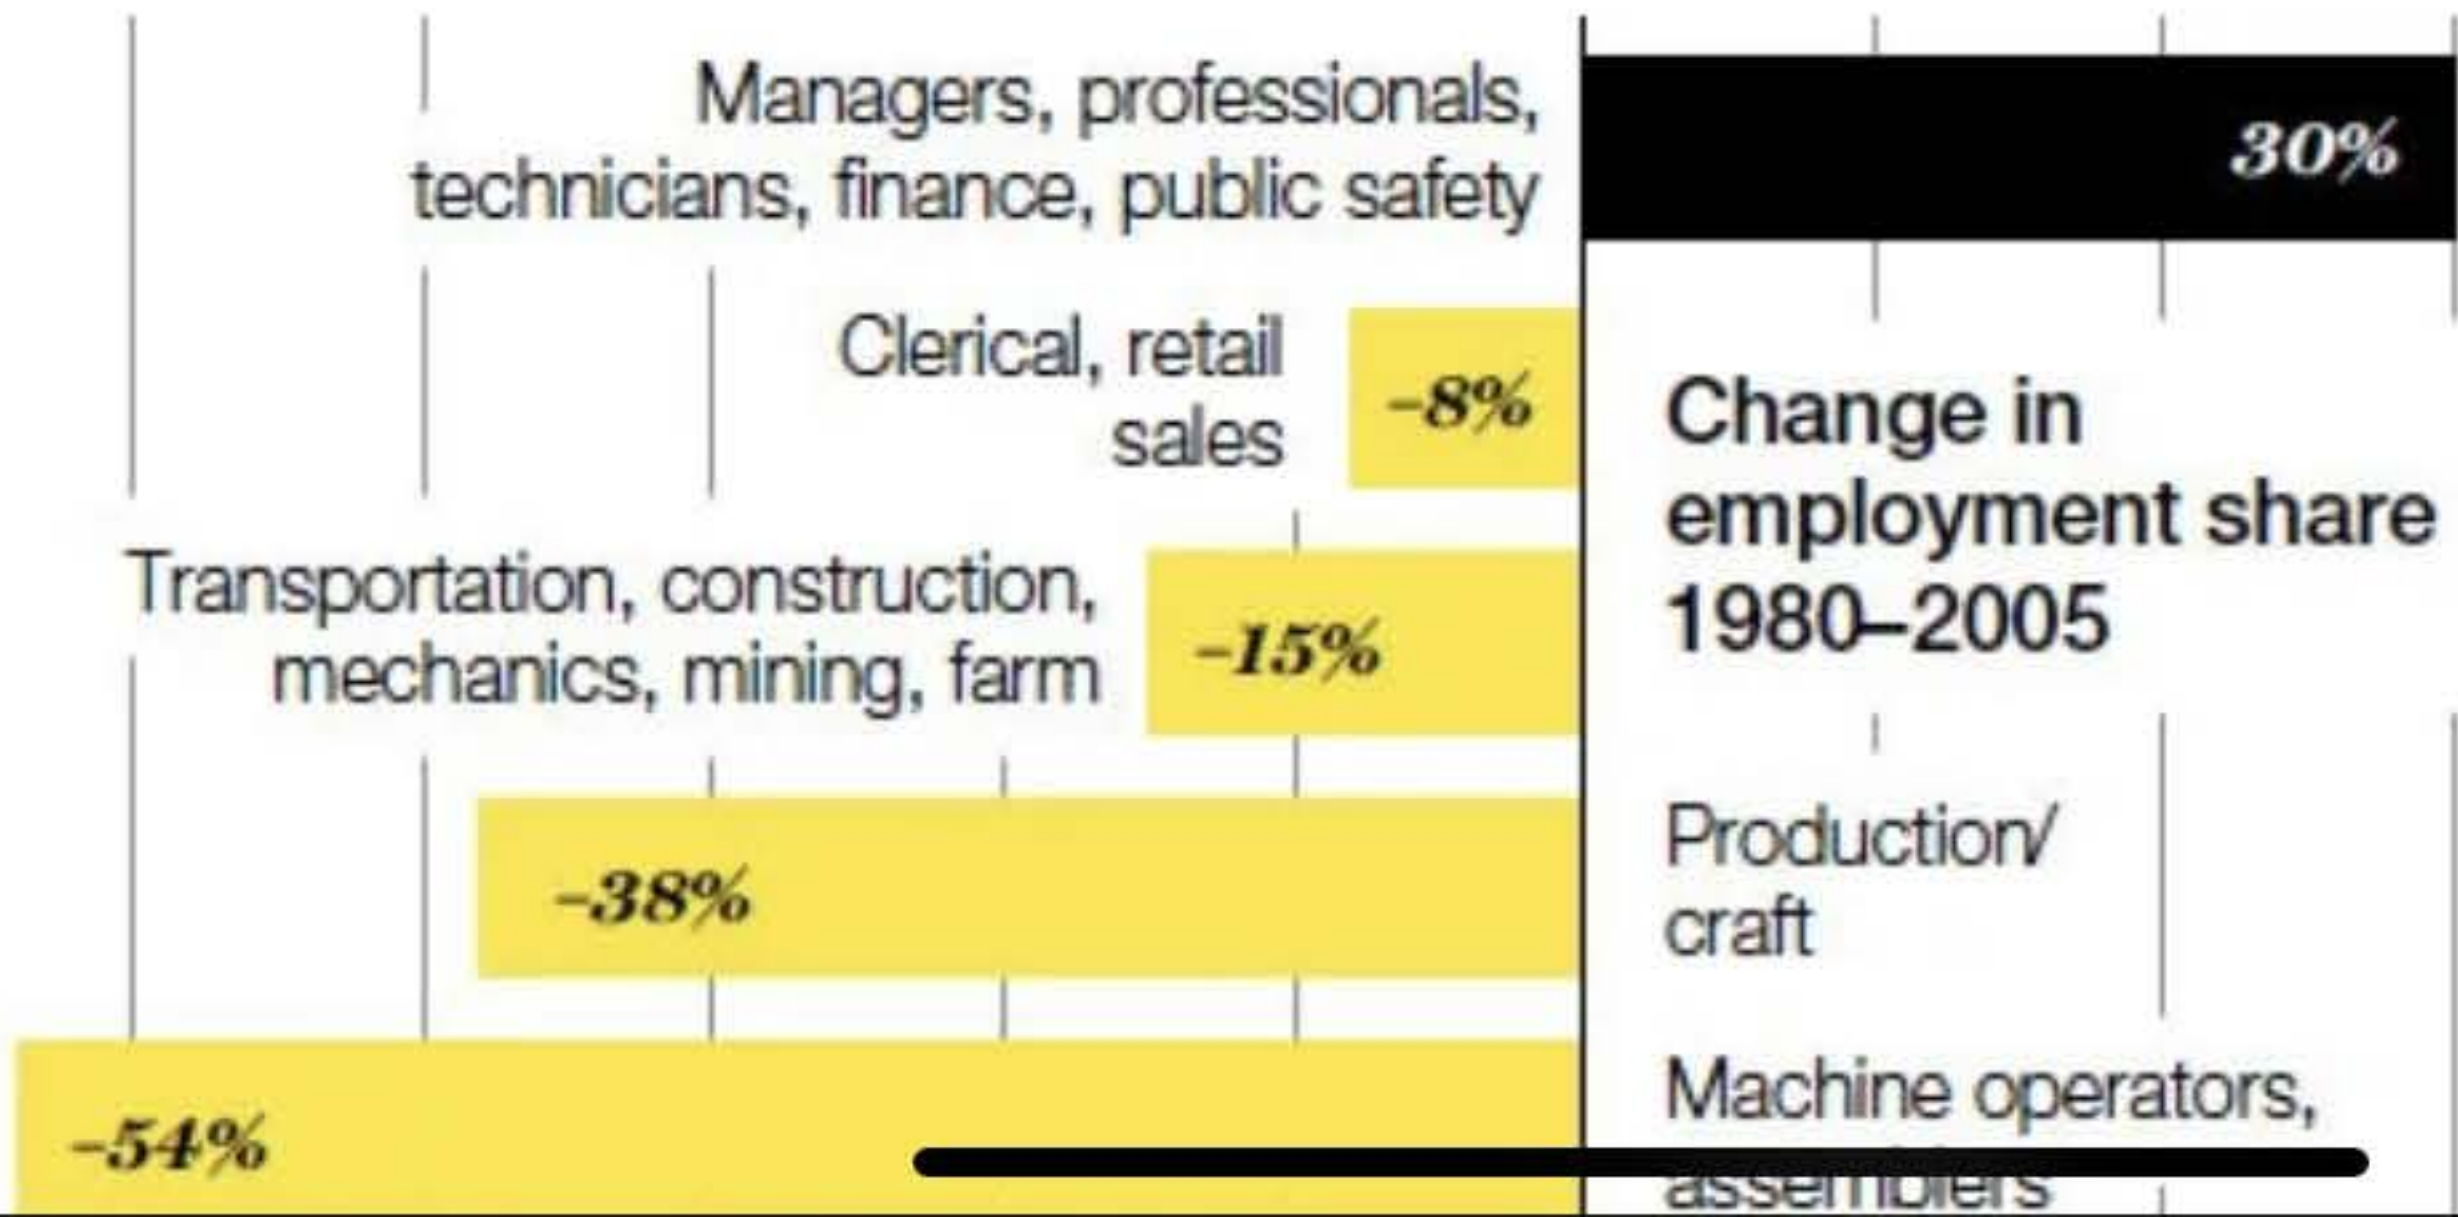 Managers, professionals,
technicians, finance, public safety
30%
Clerical, retail
sales
–8%
Change in
employment share
1980–2005
Transportation, construction,
mechanics, mining, farm
–15%
–38%
Production/
craft
–54%
Machine operators,
assemblers